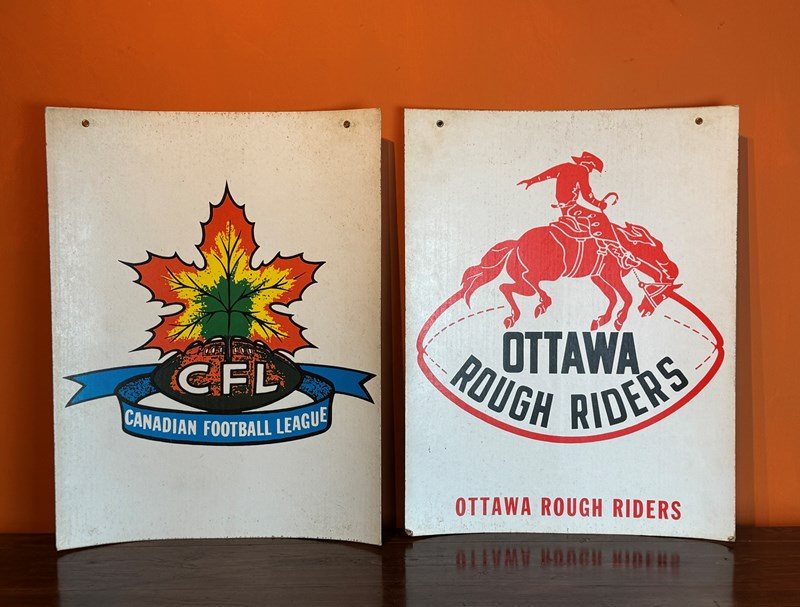 CFL
CANADIAN FOOTBALL LEAGUE
OTTAWA
ROUGH RIDERS
OTTAWA ROUGH RIDERS